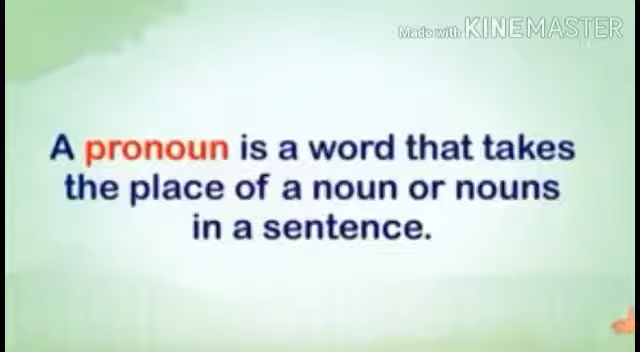 Made with KINEMASTER
A pronoun is a word that takes
the place of a noun or nouns
in a sentence.